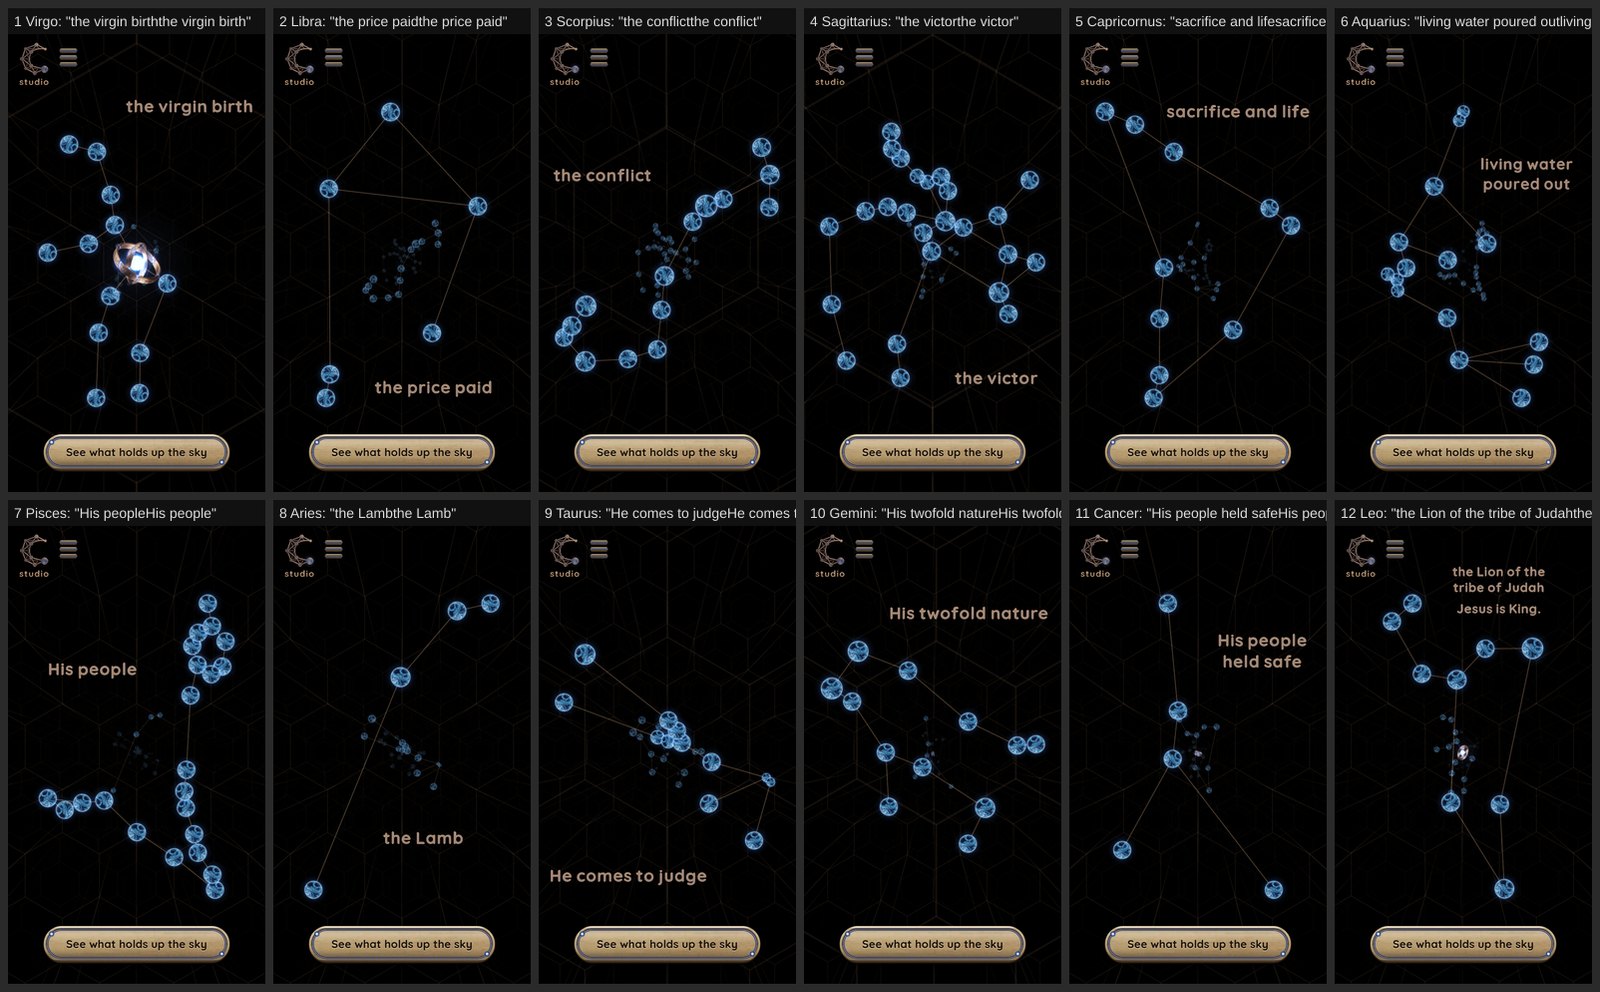 1 Virgo: "the virgin birththe virgin birth"
studio
the virgin birth
See what holds up the sky
2 Libra: "the price paidthe price paid"
studio
the price paid
See what holds up the sky
3 Scorpius: "the conflictthe conflict"
studio
the conflict
See what holds up the sky
4 Sagittarius: "the victorthe victor"
studio
the victor
See what holds up the sky
5 Capricornus: "sacrifice and lifesacrifice
studio
sacrifice and life
See what holds up the sky
6 Aquarius: "living water poured outliving
studio
living water
poured out
See what holds up the sky
7 Pisces: "His peopleHis people"
studio
His people
See what holds up the sky
8 Aries: "the Lambthe Lamb"
studio
the Lamb
See what holds up the sky
9 Taurus: "He comes to judgeHe comes t
studio
He comes to judge
See what holds up the sky
10 Gemini: "His twofold natureHis twofold
studio
His twofold nature
See what holds up the sky
11 Cancer: "His people held safeHis peop
studio
His people
held safe
See what holds up the sky
12 Leo: "the Lion of the tribe of Judahthe
studio
the Lion of the
tribe of Judah
Jesus is King.
See what holds up the sky